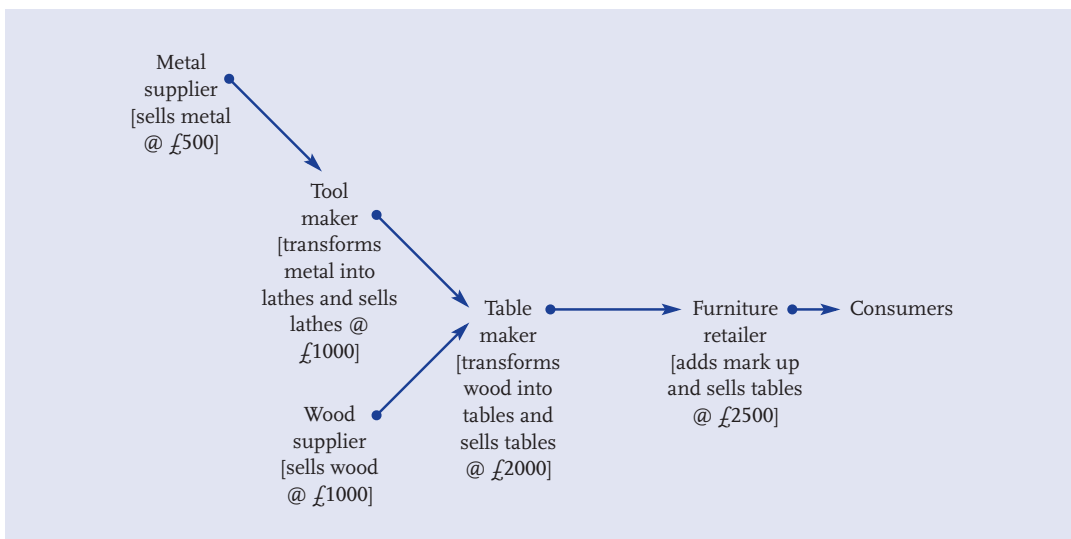 Metal
supplier
[sells metal
@ £500]
Tool
maker
[transforms
metal into
lathes and sells
lathes @
£1000]
Wood
supplier
[sells wood
@ £1000]
Table
maker
[transforms
wood into
tables and
sells tables
@ £2000]
Furniture
retailer
[adds mark up
and sells tables
@ £2500]
Consumers